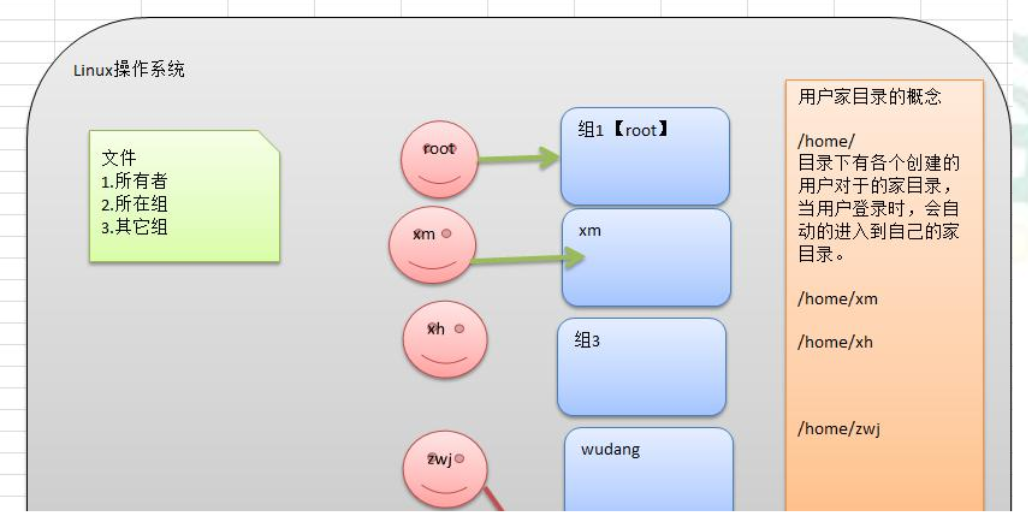 Linux操作系统
文件
1.所有者
2.所在组
3.其它组
root
xm
xh
zwj
组1【root】
xm
组3
wudang
用户家目录的概念
/home/
目录下有各个创建的
用户对于的家目录，
当用户登录时，会自
动的进入到自己的家
目录。
/home/xm
/home/xh
/home/zwj